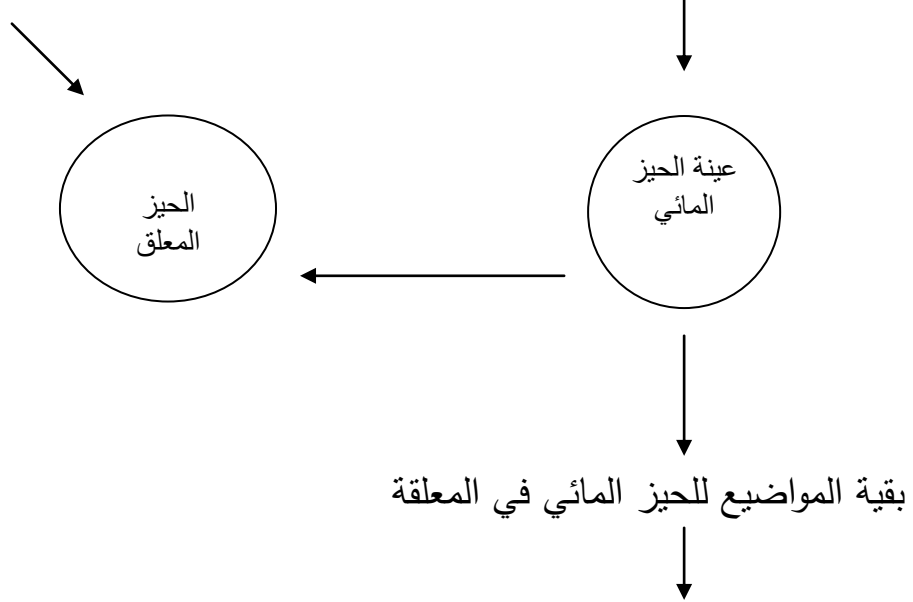 عينة الحيز
المائي
الحيز
المعلق
بقية المواضيع للحيز المائي في المعلقة